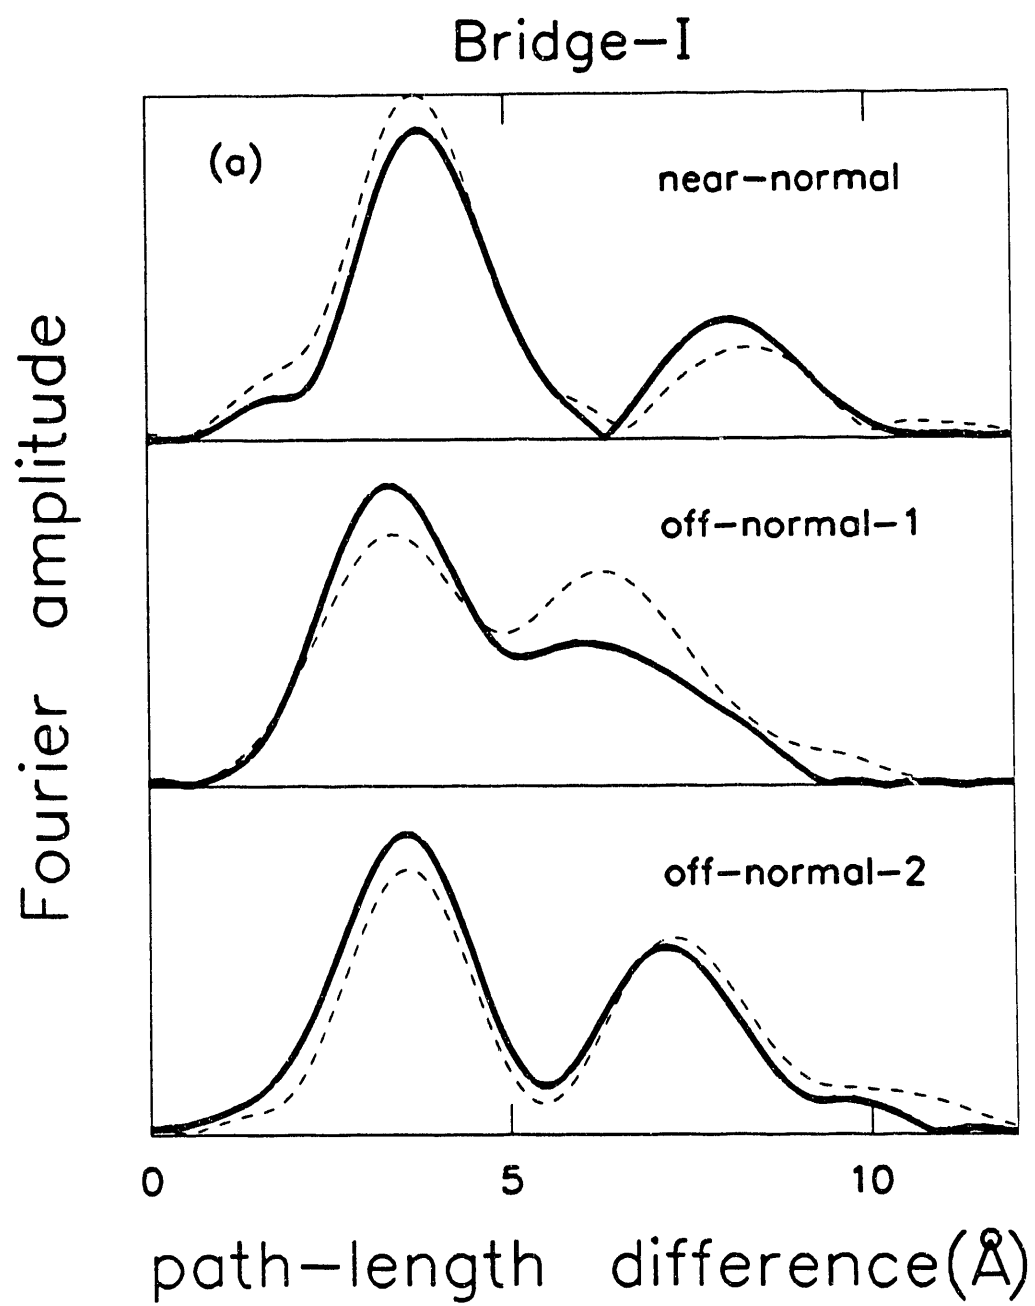 Bridge-I
(a)
near-normal
off-normal-1
off-normal-2
Fourier amplitude
0 5 10
path-length difference(Å)